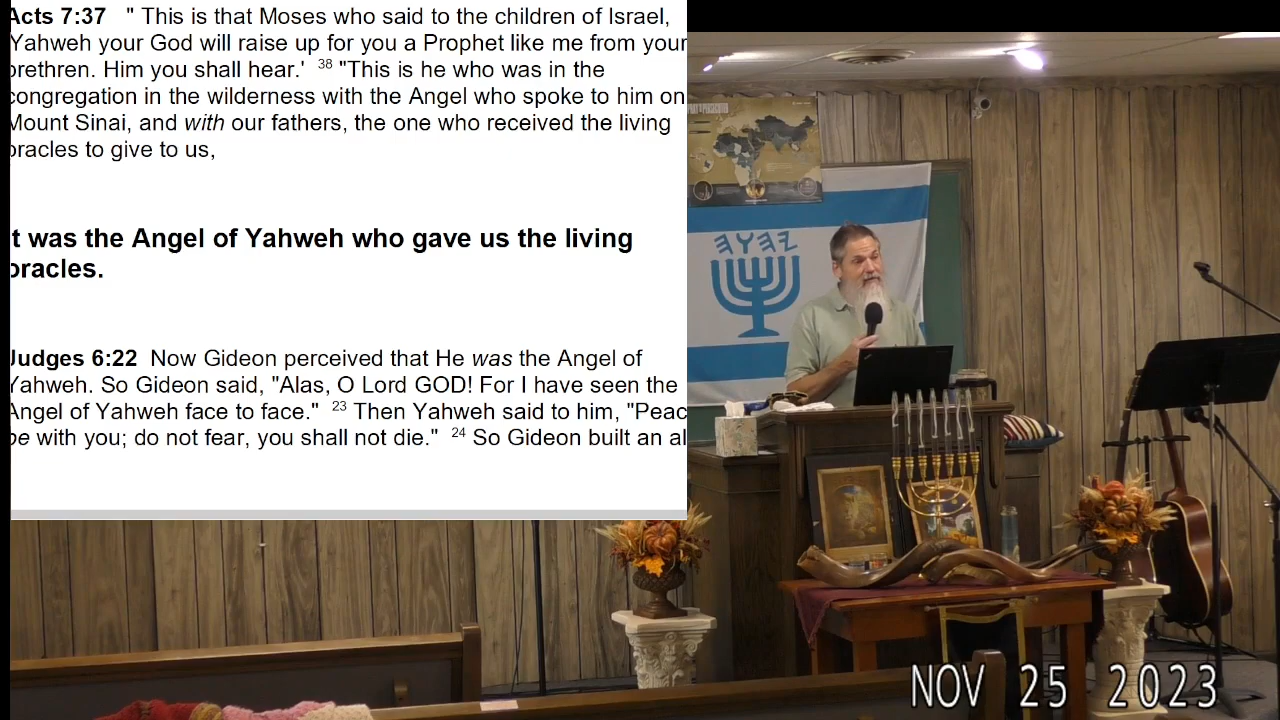 Acts 7:37 " This is that Moses who said to the children of Israel,
Yahweh your God will raise up for you a Prophet like me from your
brethren. Him you shall hear.' 38 "This is he who was in the
congregation in the wilderness with the Angel who spoke to him on
Mount Sinai, and with our fathers, the one who received the living
oracles to give to us,
t was the Angel of Yahweh who gave us the living
oracles.
Judges 6:22 Now Gideon perceived that He was the Angel of
Yahweh. So Gideon said, "Alas, O Lord GOD! For I have seen the
Angel of Yahweh face to face." 23 Then Yahweh said to him, "Peac
be with you; do not fear, you shall not die." 24 So Gideon built an al
𐤉𐤄𐤅𐤄
NOV 25 2023